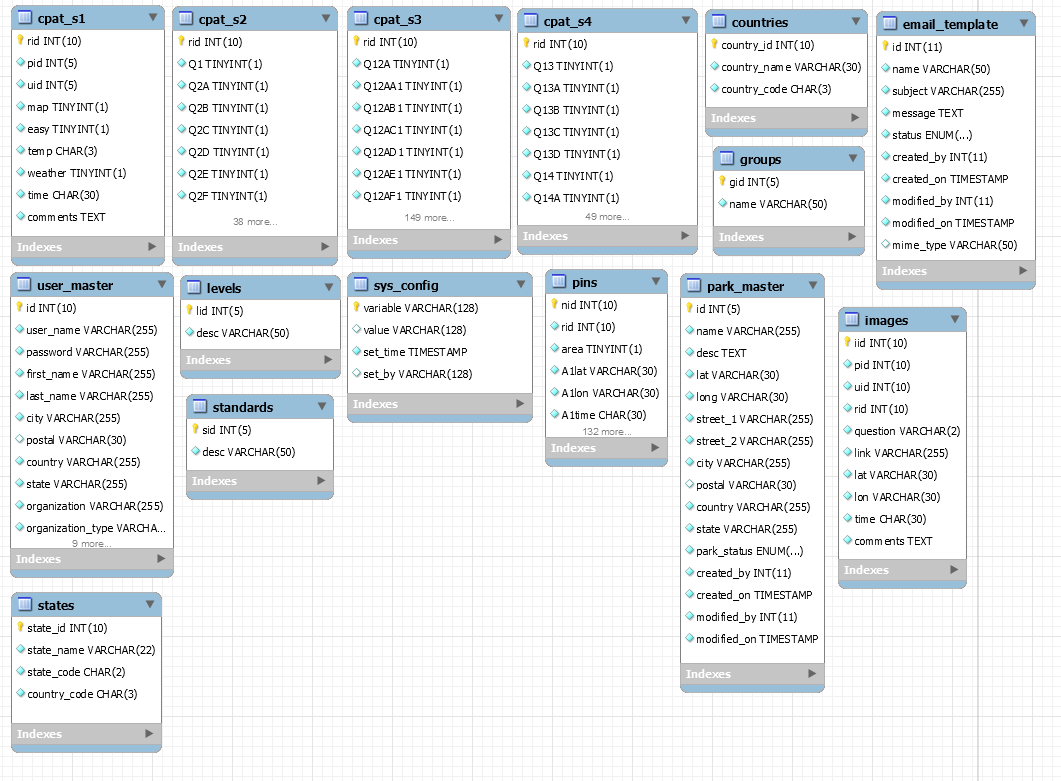 cpat_s1
rid INT(10)
pid INT(5)
uid INT(5)
map TINYINT(1)
easy TINYINT(1)
temp CHAR(3)
weather TINYINT(1)
time CHAR(30)
comments TEXT
Indexes
cpat_s2
rid INT(10)
Q1 TINYINT(1)
Q2A TINYINT(1)
Q2B TINYINT(1)
Q2C TINYINT(1)
Q2D TINYINT(1)
Q2E TINYINT(1)
Q2F TINYINT(1)
38 more...
Indexes
cpat_s3
rid INT(10)
Q12A TINYINT(1)
Q12AA1 TINYINT(1)
Q12AB1 TINYINT(1)
Q12AC1 TINYINT(1)
Q12AD1 TINYINT(1)
Q12AE1 TINYINT(1)
Q12AF1 TINYINT(1)
149 more...
Indexes
cpat_s4
rid INT(10)
Q13 TINYINT(1)
Q13A TINYINT(1)
Q13B TINYINT(1)
Q13C TINYINT(1)
Q13D TINYINT(1)
Q14 TINYINT(1)
Q14A TINYINT(1)
49 more...
Indexes
countries
country_id INT(10)
country_name VARCHAR(30)
country_code CHAR(3)
Indexes
groups
gid INT(5)
name VARCHAR(50)
Indexes
email_template
id INT(11)
name VARCHAR(50)
subject VARCHAR(255)
message TEXT
status ENUM(...)
created_by INT(11)
created_on TIMESTAMP
modified_by INT(11)
modified_on TIMESTAMP
mime_type VARCHAR(50)
Indexes
user_master
id INT(10)
user_name VARCHAR(255)
password VARCHAR(255)
first_name VARCHAR(255)
last_name VARCHAR(255)
city VARCHAR(255)
postal VARCHAR(30)
country VARCHAR(255)
state VARCHAR(255)
organization VARCHAR(255)
organization_type VARCHA...
9 more...
Indexes
levels
lid INT(5)
desc VARCHAR(50)
Indexes
standards
sid INT(5)
desc VARCHAR(50)
Indexes
sys_config
variable VARCHAR(128)
value VARCHAR(128)
set_time TIMESTAMP
set_by VARCHAR(128)
Indexes
pins
nid INT(10)
rid INT(10)
area TINYINT(1)
A1lat VARCHAR(30)
A1lon VARCHAR(30)
A1time CHAR(30)
132 more...
Indexes
park_master
id INT(5)
name VARCHAR(255)
desc TEXT
lat VARCHAR(30)
long VARCHAR(30)
street_1 VARCHAR(255)
street_2 VARCHAR(255)
city VARCHAR(255)
postal VARCHAR(30)
country VARCHAR(255)
state VARCHAR(255)
park_status ENUM(...)
created_by INT(11)
created_on TIMESTAMP
modified_by INT(11)
modified_on TIMESTAMP
Indexes
images
iid INT(10)
pid INT(10)
uid INT(10)
rid INT(10)
question VARCHAR(2)
link VARCHAR(255)
lat VARCHAR(30)
lon VARCHAR(30)
time CHAR(30)
comments TEXT
Indexes
states
state_id INT(10)
state_name VARCHAR(22)
state_code CHAR(2)
country_code CHAR(3)
Indexes